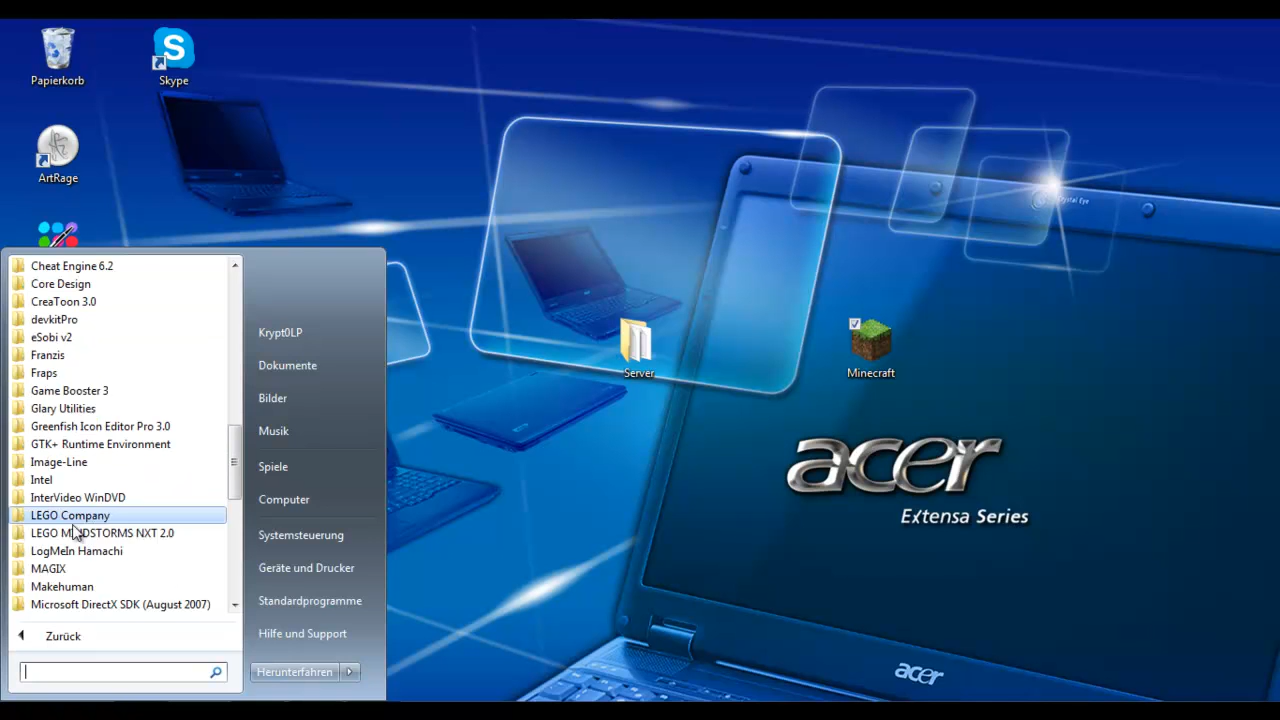 Papierkorb
Skype
ArtRage
Cheat Engine 6.2
Core Design
CreaToon 3.0
devkitPro
eSobi v2
Franzis
Fraps
Game Booster 3
Glary Utilities
Greenfish Icon Editor Pro 3.0
GTK+ Runtime Environment
Image-Line
Intel
InterVideo WinDVD
LEGO Company
LEGO MINDSTORMS NXT 2.0
LogMeIn Hamachi
MAGIX
Makehuman
Microsoft DirectX SDK (August 2007)
Zurück
Krypt0LP
Dokumente
Bilder
Musik
Spiele
Computer
Systemsteuerung
Geräte und Drucker
Standardprogramme
Hilfe und Support
Herunterfahren
Server
Minecraft
Crystal Eye
acer
Extensa Series
acer